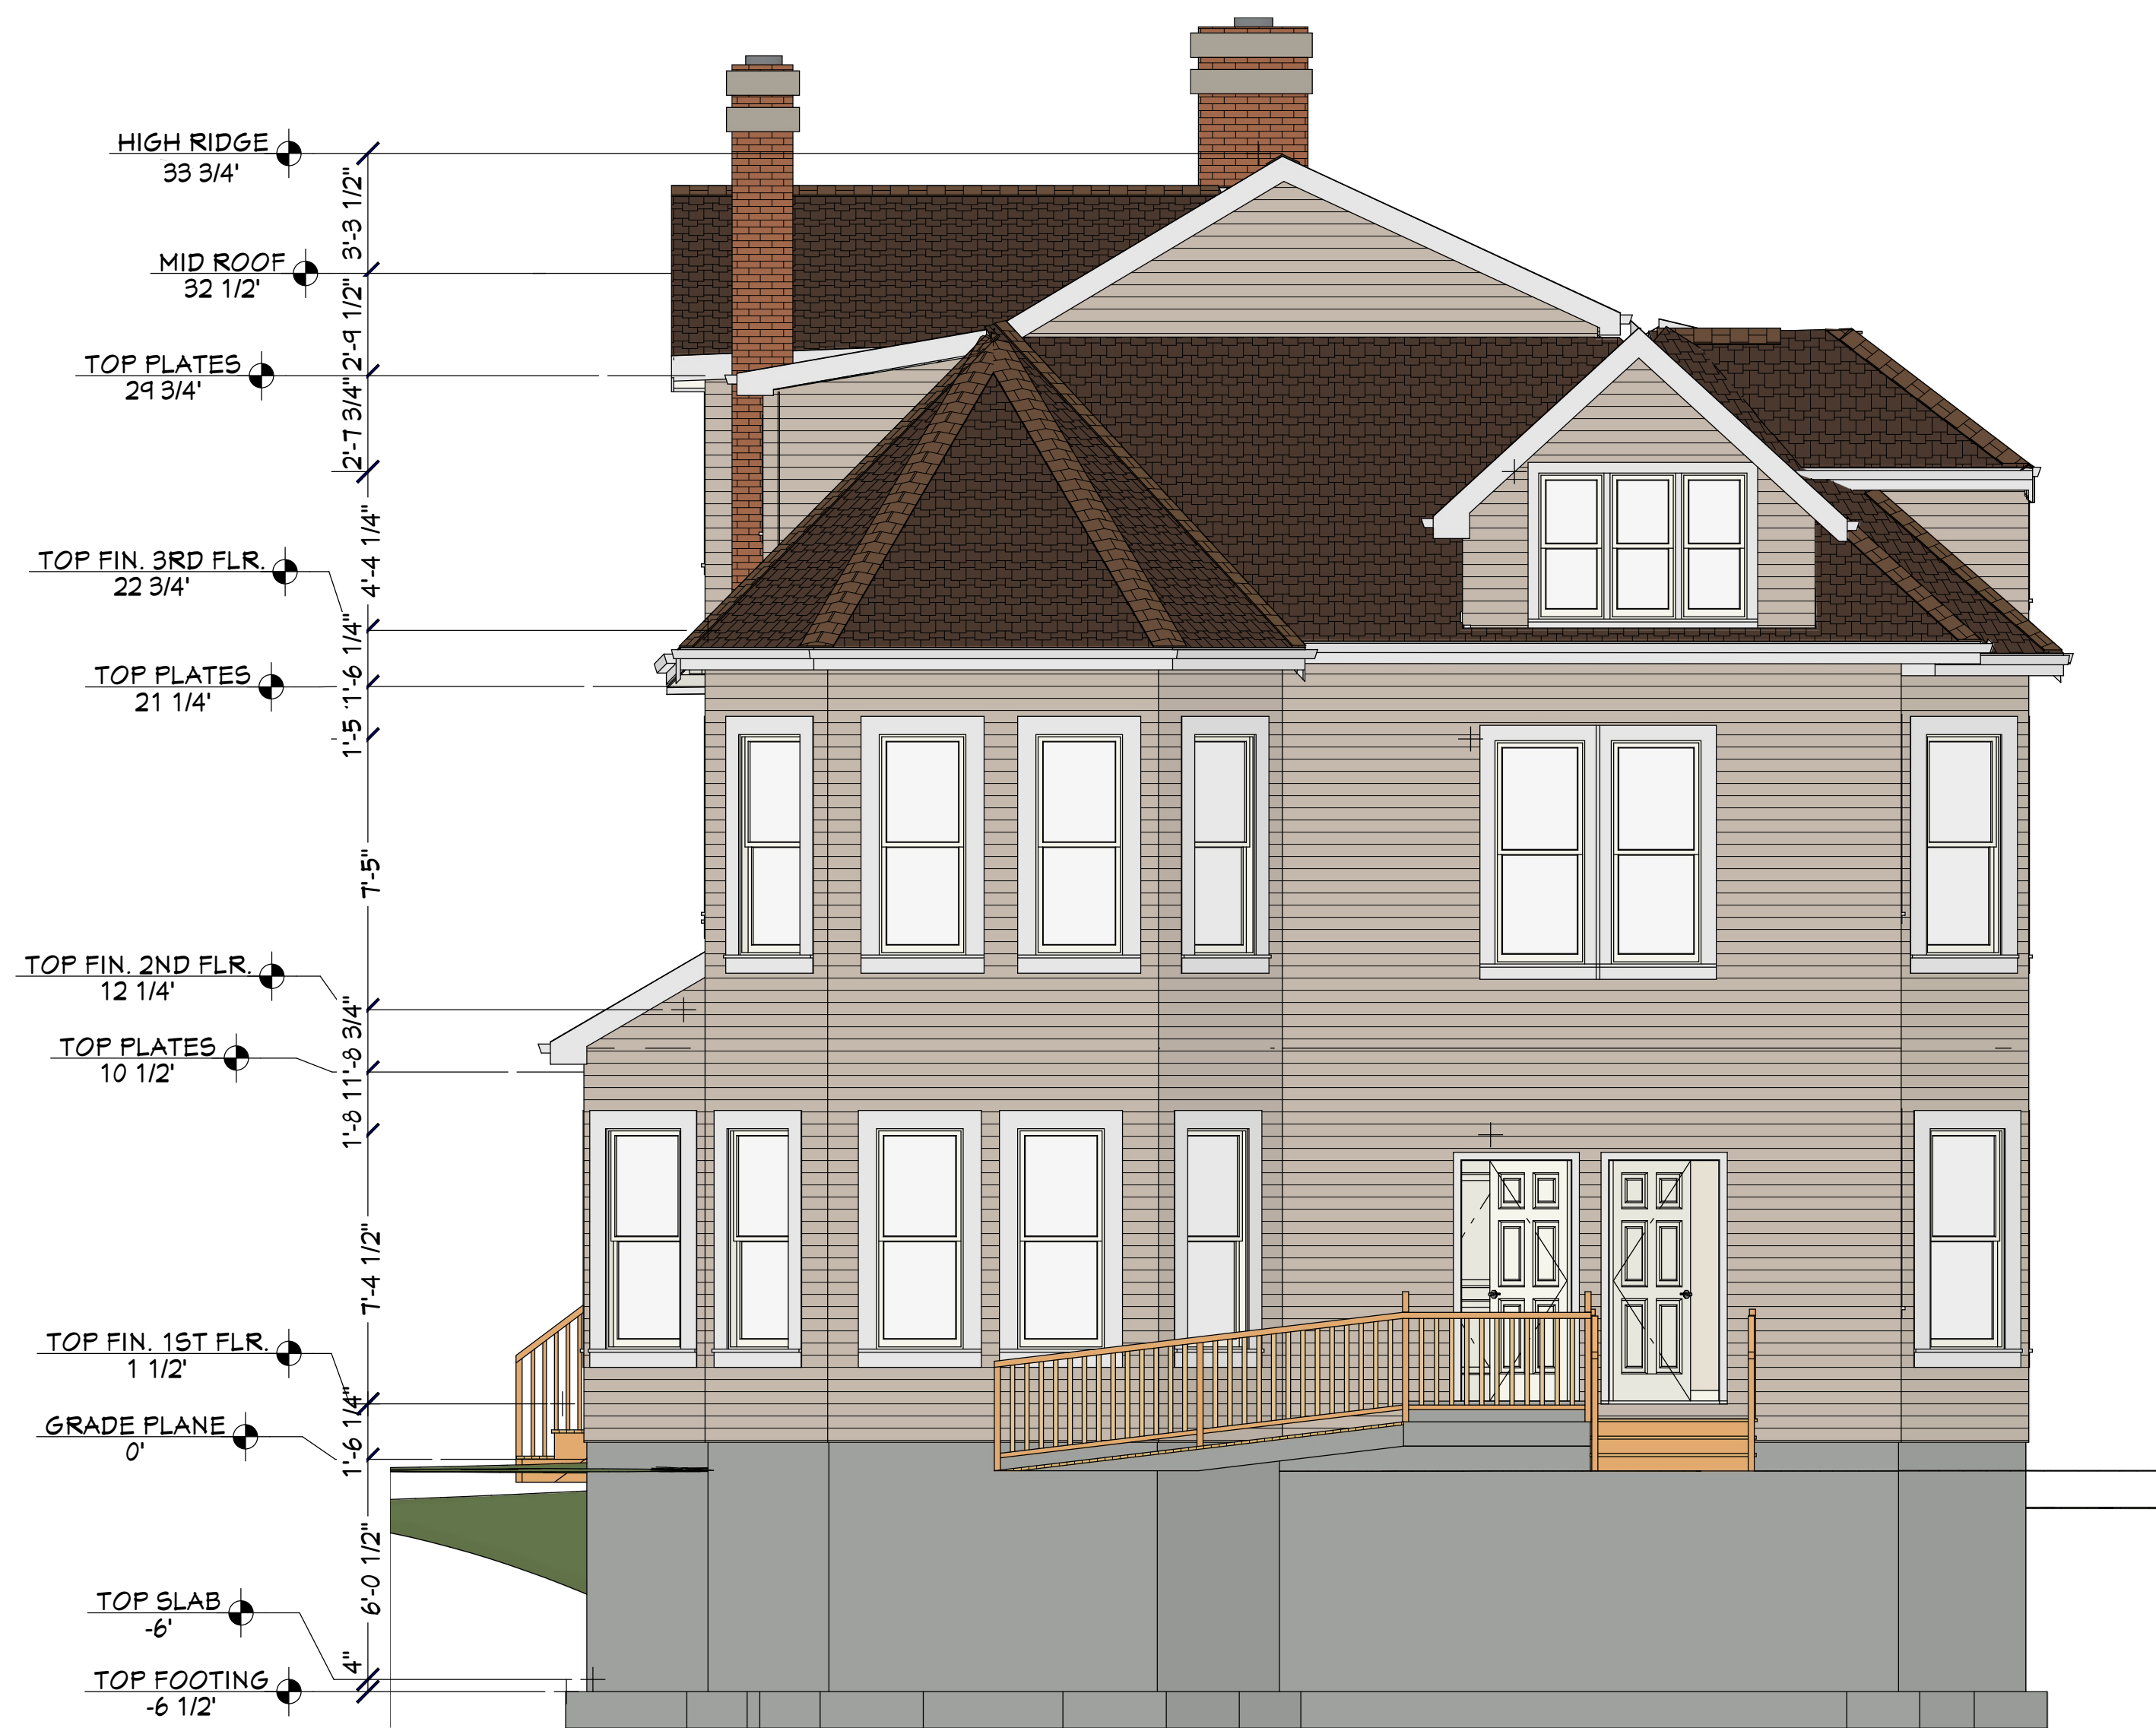 HIGH RIDGE
33 3/4'
3'-3 1/2"
MID ROOF
32 1/2'
2'-9 1/2"
TOP PLATES
29 3/4'
2'-7 3/4"
4'-4 1/4"
TOP FIN. 3RD FLR.
22 3/4'
1'-6 1/4"
TOP PLATES
21 1/4'
1'-5
7'-5"
TOP FIN. 2ND FLR.
12 1/4'
1'-8 3/4"
TOP PLATES
10 1/2'
1'-8 1
7'-4 1/2"
TOP FIN. 1ST FLR.
1 1/2'
1'-6 1/4"
GRADE PLANE
0'
6'-0 1/2"
TOP SLAB
-6'
4"
TOP FOOTING
-6 1/2'